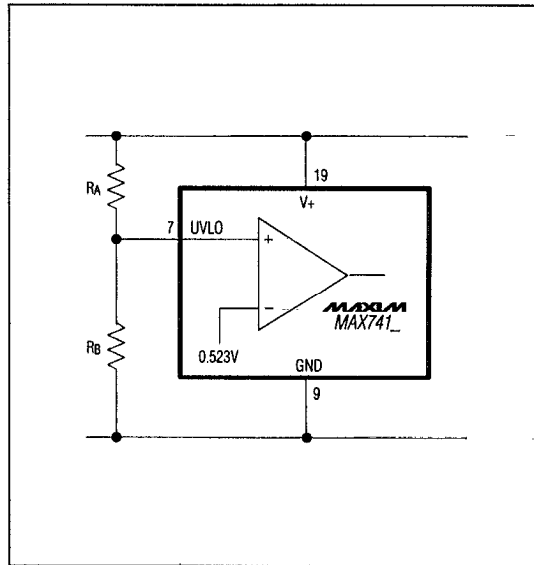 19
RA
V+
7 UVLO
+
−
MAXIM
MAX741_
RB
0.523V
GND
9